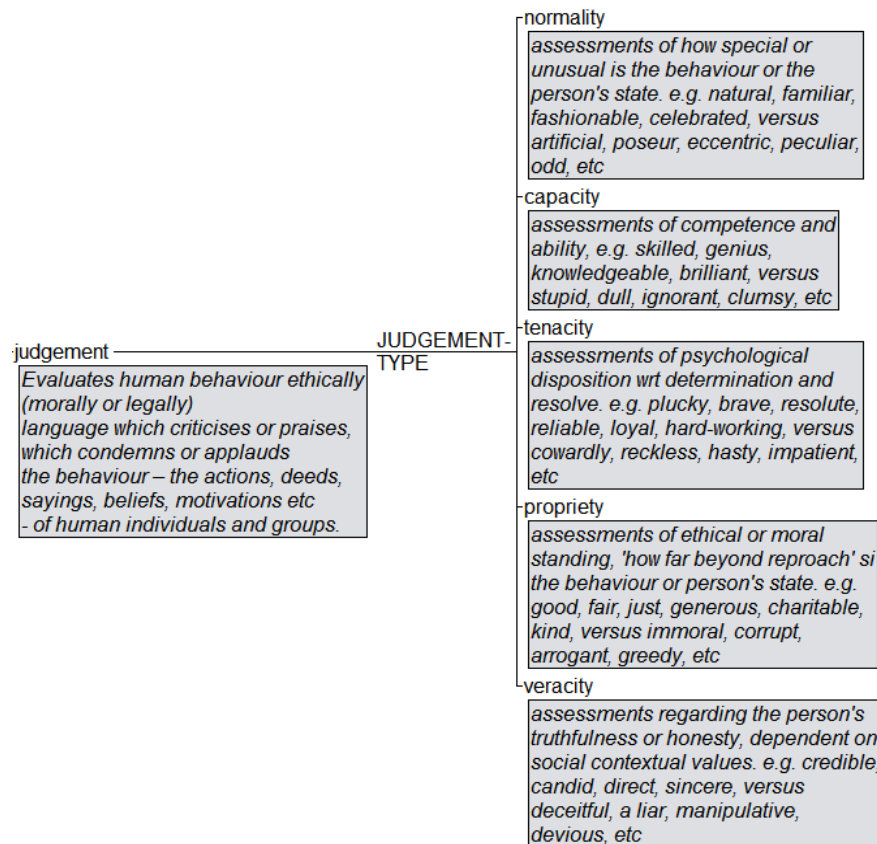 normality
assessments of how special or
unusual is the behaviour or the
person's state. e.g. natural, familiar,
fashionable, celebrated, versus
artificial, poseur, eccentric, peculiar,
odd, etc
capacity
assessments of competence and
ability, e.g. skilled, genius,
knowledgeable, brilliant, versus
stupid, dull, ignorant, clumsy, etc
judgement
JUDGEMENT-
TYPE
Evaluates human behaviour ethically
(morally or legally)
language which criticises or praises,
which condemns or applauds
the behaviour – the actions, deeds,
sayings, beliefs, motivations etc
- of human individuals and groups.
tenacity
assessments of psychological
disposition wrt determination and
resolve. e.g. plucky, brave, resolute,
reliable, loyal, hard-working, versus
cowardly, reckless, hasty, impatient,
etc
propriety
assessments of ethical or moral
standing, 'how far beyond reproach' si
the behaviour or person's state. e.g.
good, fair, just, generous, charitable,
kind, versus immoral, corrupt,
arrogant, greedy, etc
veracity
assessments regarding the person's
truthfulness or honesty, dependent on
social contextual values. e.g. credible,
candid, direct, sincere, versus
deceitful, a liar, manipulative,
devious, etc